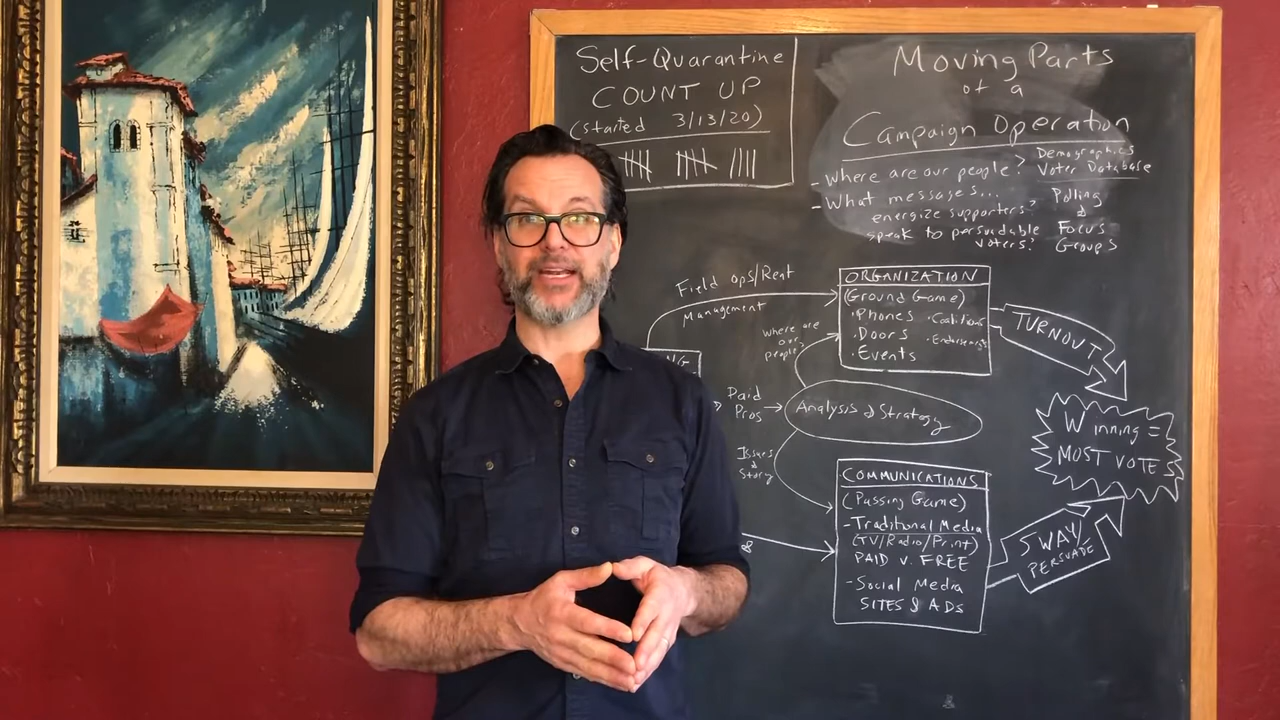 Self-Quarantine
COUNT UP
(started 3/13/20)
Moving Parts
of a
Campaign Operation
- Where are our people?
Demographics
Voter Database
- What messages...
energize supporters?
speak to persuadable
voters?
Polling
&
Focus
Groups
Field Ops/Rent
Management
Where are
our
people?
ORGANIZATION
(Ground Game)
·Phones
·Coalitions
·Doors
·Events
TURNOUT
Paid
Pros
Analysis & Strategy
Winning =
MOST VOTES
Issues
&
Story
COMMUNICATIONS
(Passing Game)
-Traditional Media
(TV/Radio/Print)
PAID V. FREE
-Social Media
SITES & ADS
SWAY/
PERSUADE